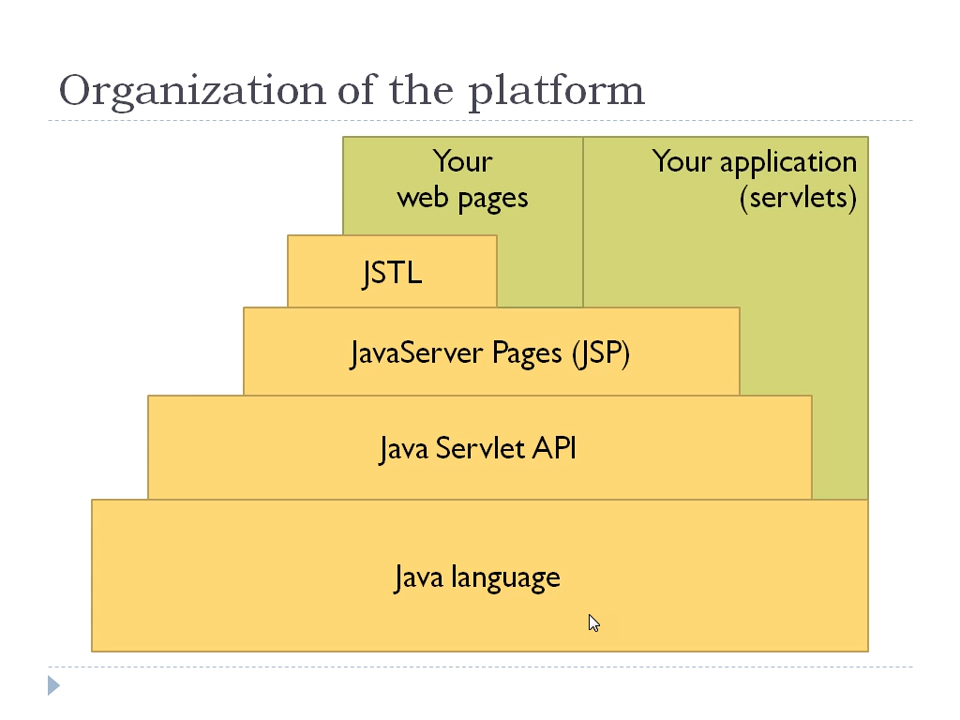 Organization of the platform
Your
web pages
Your application
(servlets)
JSTL
JavaServer Pages (JSP)
Java Servlet API
Java language